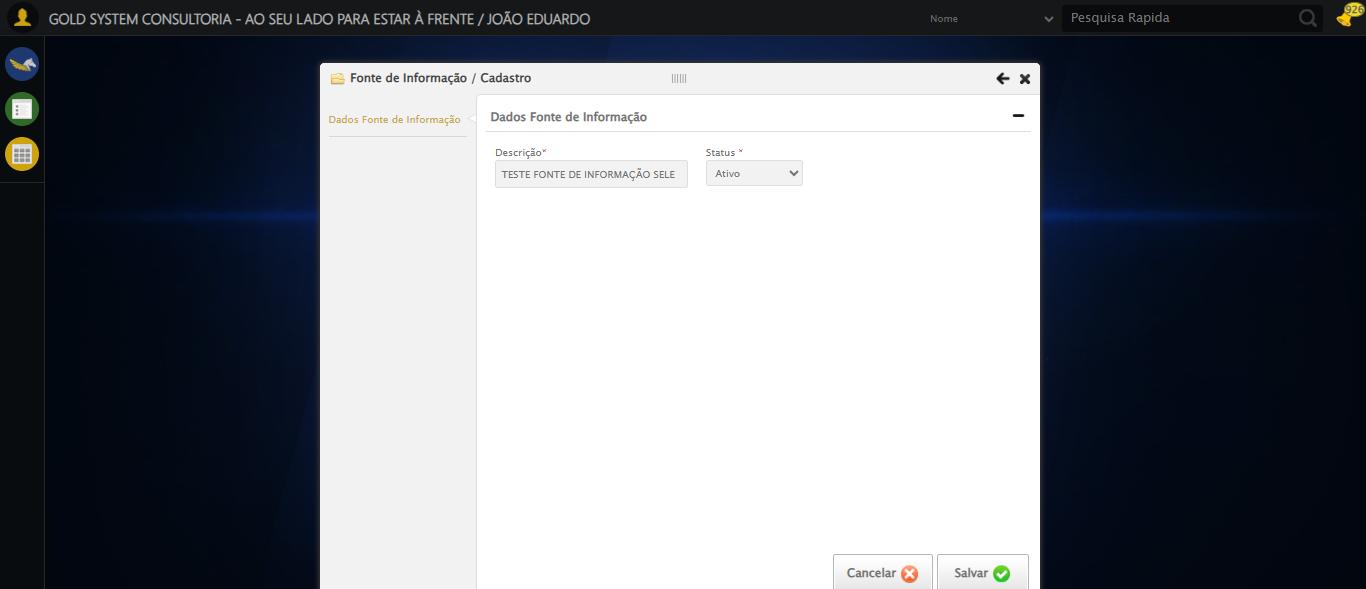 GOLD SYSTEM CONSULTORIA - AO SEU LADO PARA ESTAR À FRENTE / JOÃO EDUARDO
Nome
Pesquisa Rapida
926
Fonte de Informação / Cadastro
Dados Fonte de Informação
Dados Fonte de Informação
Descrição*
Status *
TESTE FONTE DE INFORMAÇÃO SELE
Ativo
Cancelar
Salvar